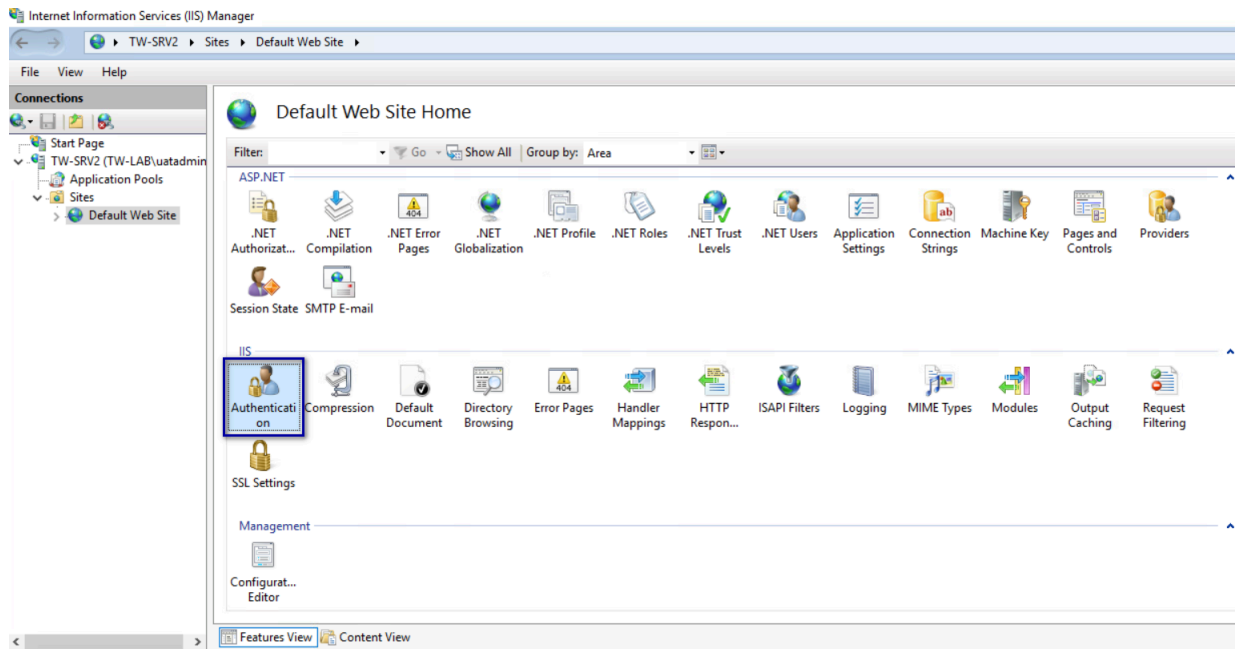 Internet Information Services (IIS) Manager
TW-SRV2 Sites Default Web Site
File View Help
Connections
Start Page
TW-SRV2 (TW-LAB\uatadmin
Application Pools
Sites
Default Web Site
Default Web Site Home
Filter: Go Show All Group by: Area
ASP.NET
.NET Authorizat...
.NET Compilation
404
.NET Error Pages
.NET Globalization
.NET Profile
.NET Roles
.NET Trust Levels
.NET Users
Application Settings
ab
Connection Strings
Machine Key
Pages and Controls
Providers
Session State
SMTP E-mail
IIS
Authenticati on
Compression
Default Document
Directory Browsing
404
Error Pages
Handler Mappings
HTTP Respon...
ISAPI Filters
Logging
MIME Types
Modules
Output Caching
Request Filtering
SSL Settings
Management
Configurat... Editor
Features View Content View